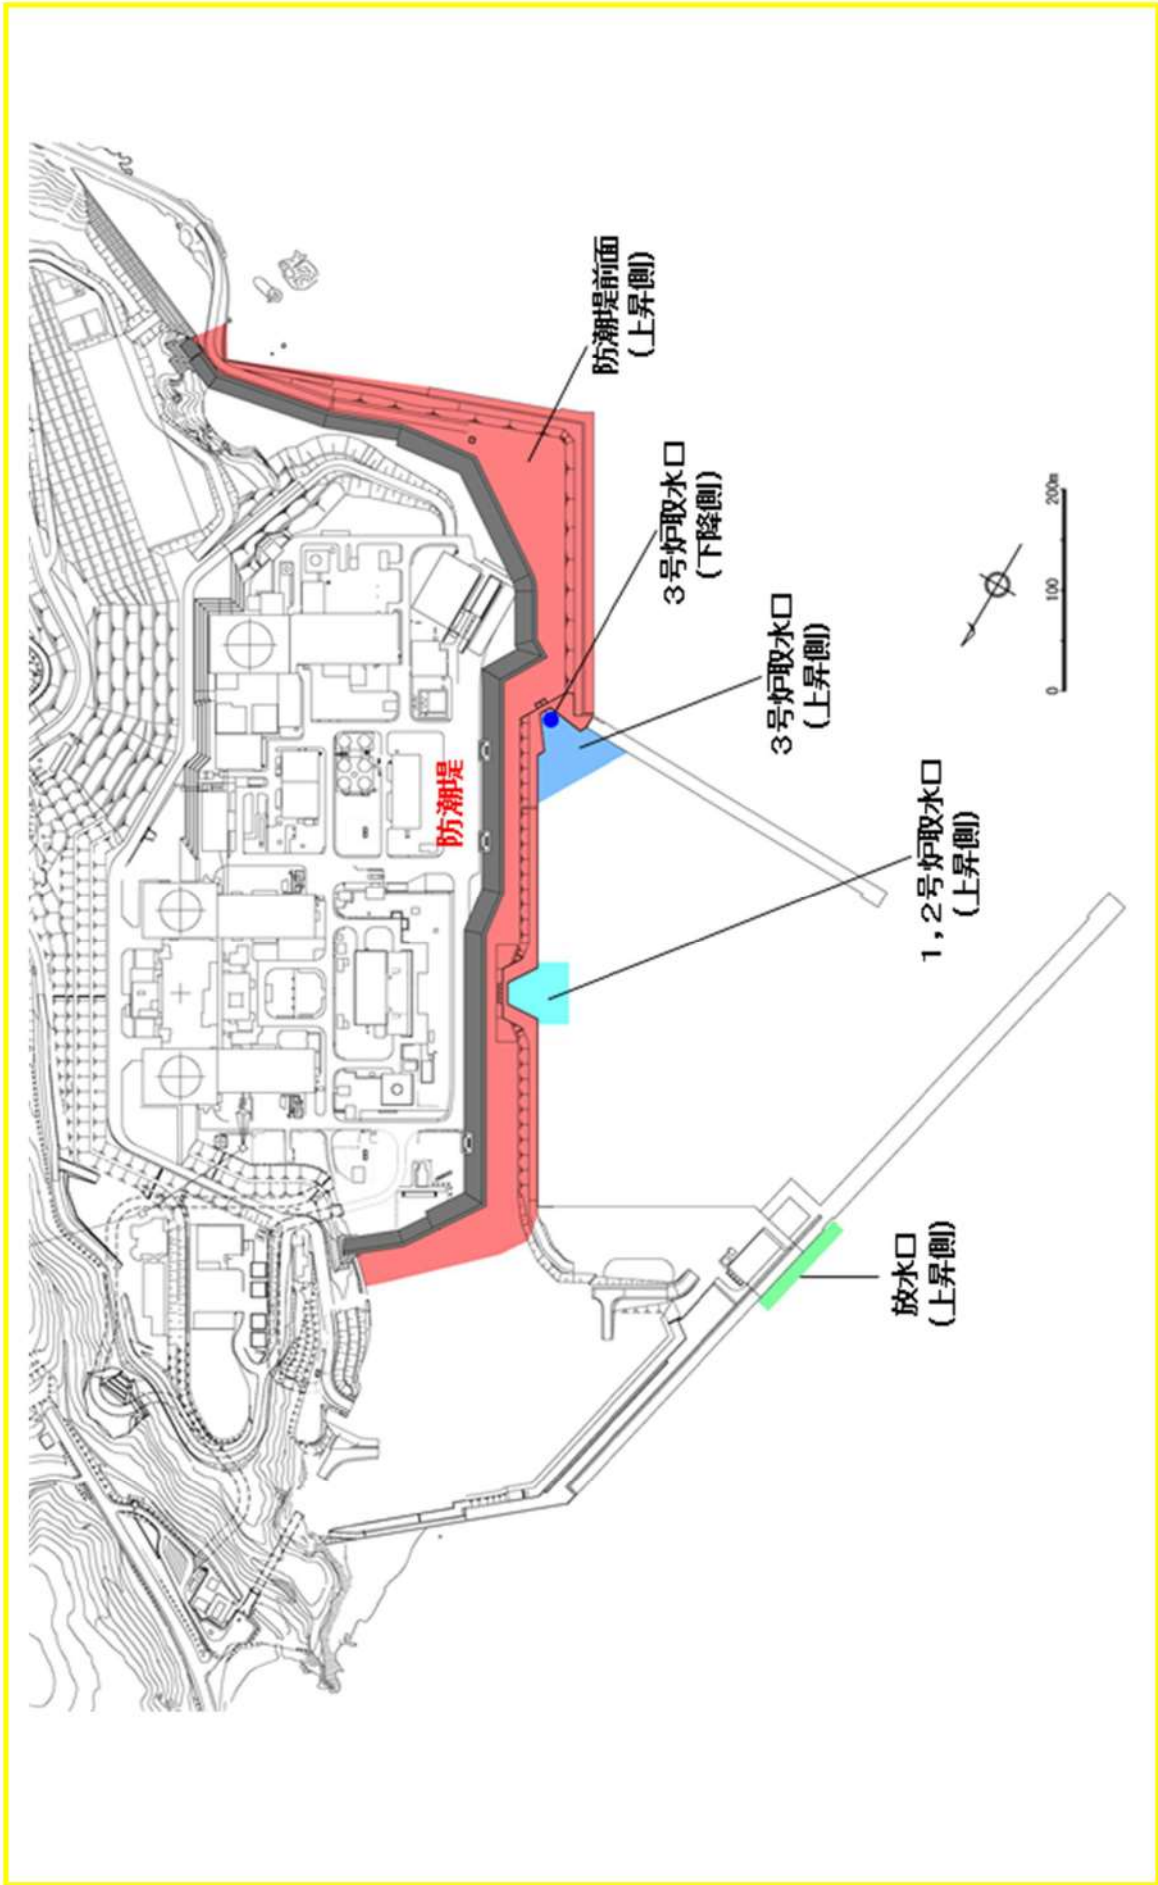 防潮堤前面
(上昇側)
3号炉取水口
(下降側)
3号炉取水口
(上昇側)
1,2号炉取水口
(上昇側)
放水口
(上昇側)
防潮堤
0
100
200m